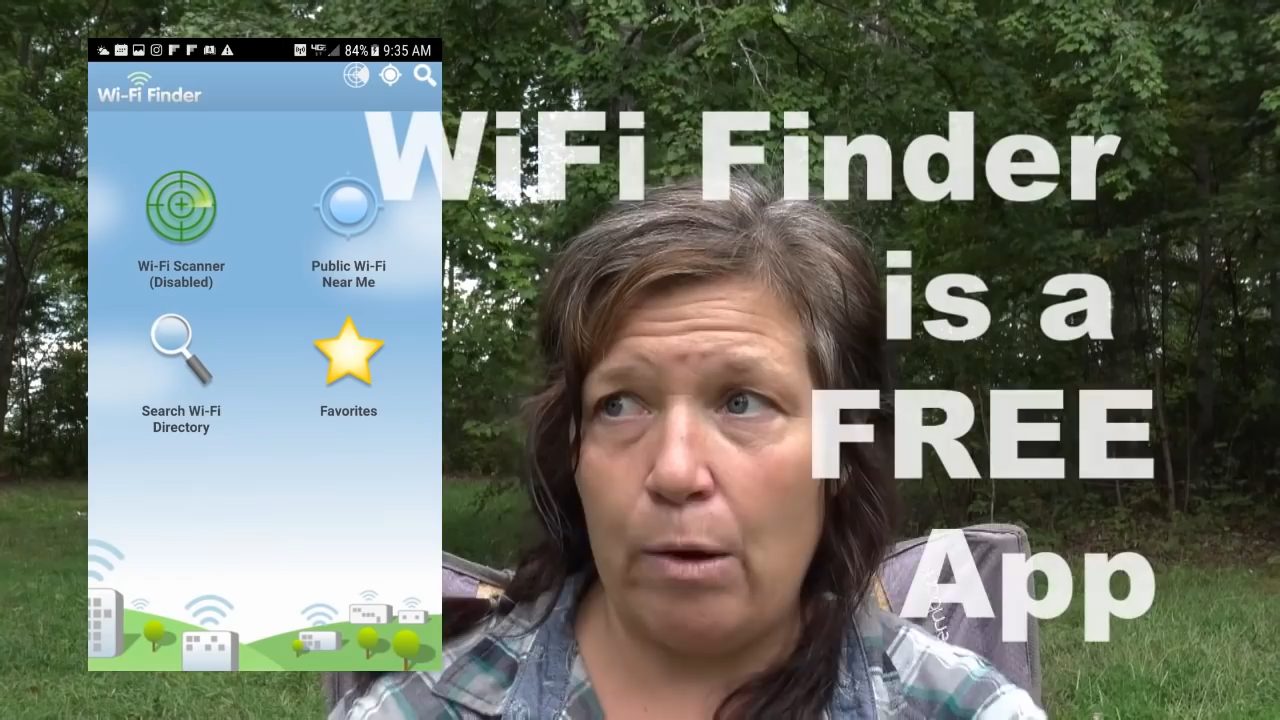 84% 9:35 AM
Wi-Fi Finder
WiFi Finder
is a
FREE
App
Wi-Fi Scanner
(Disabled)
Public Wi-Fi
Near Me
Search Wi-Fi
Directory
Favorites